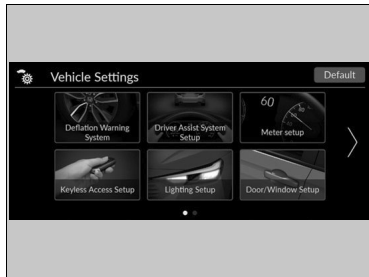 Vehicle Settings
Default
Deflation Warning
System
Driver Assist System
Setup
60
Meter setup
Keyless Access Setup
Lighting Setup
Door/Window Setup